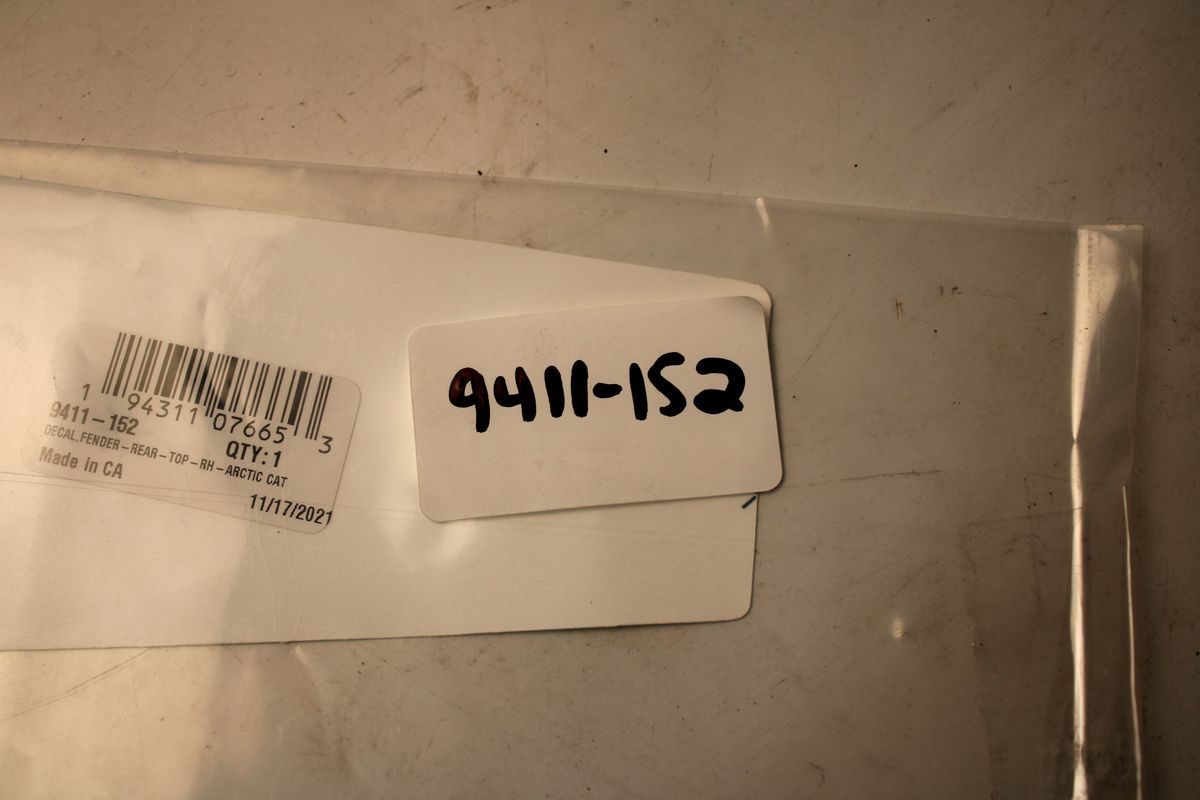 1 94311 07665 3
9411-152
QTY:1
DECAL,FENDER-REAR-TOP-RH-ARCTIC CAT
Made in CA
11/17/2021
9411-152